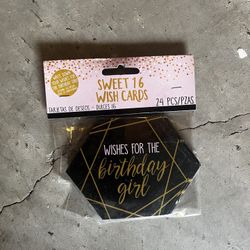 SWEET 16
WISH CARDS
24 PCS/PZAS.
TARJETAS DE DESEOS - DULCES 16
WISHES FOR THE
birthday
girl